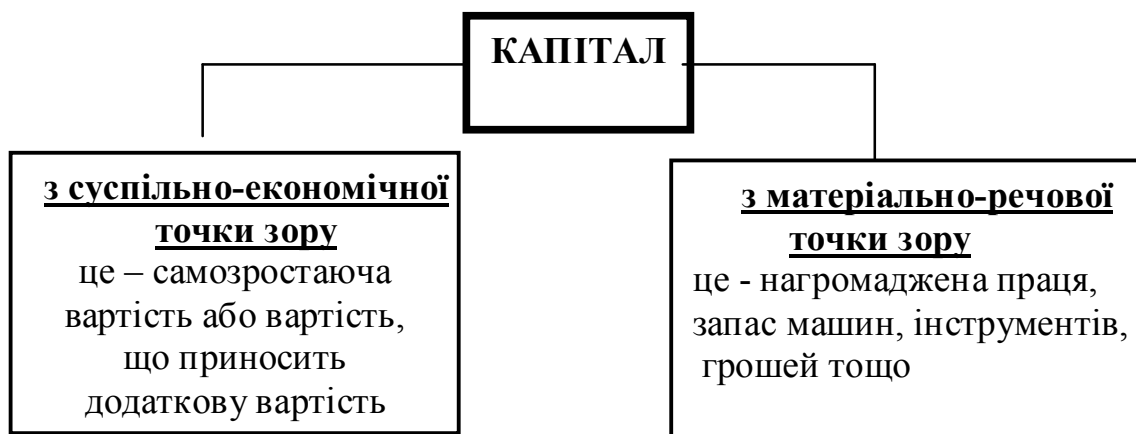 КАПІТАЛ
з суспільно-економічної
точки зору
це – самозростаюча
вартість або вартість,
що приносить
додаткову вартість
з матеріально-речової
точки зору
це - нагромаджена праця,
запас машин, інструментів,
грошей тощо